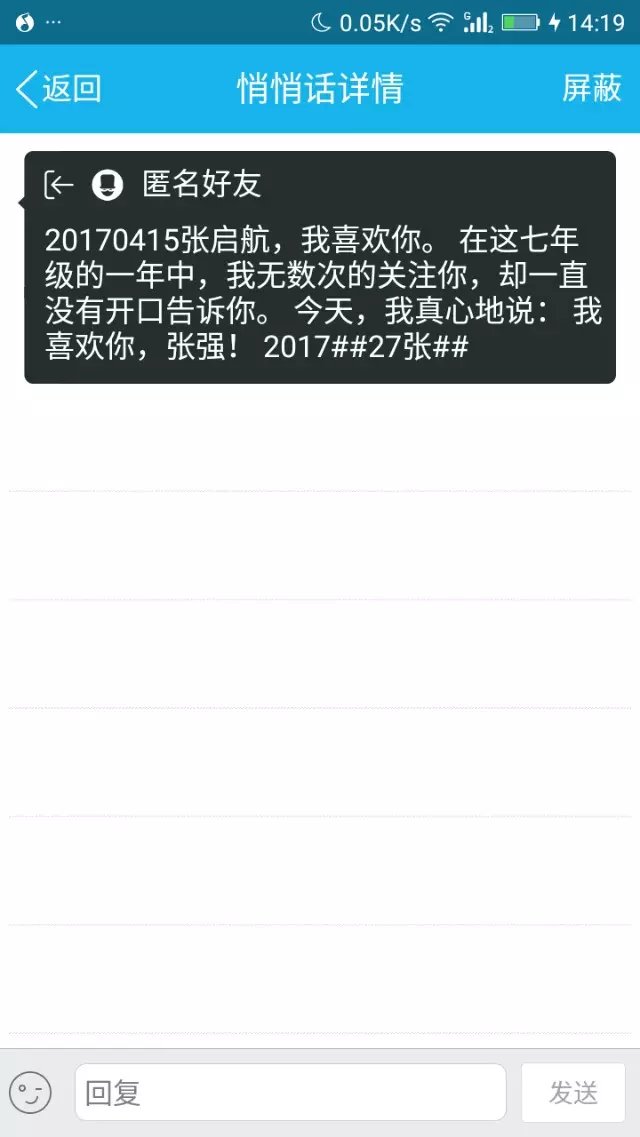 0.05K/s 14:19
返回 悄悄话详情 屏蔽
匿名好友
20170415张启航，我喜欢你。 在这七年
级的一年中，我无数次的关注你，却一直
没有开口告诉你。 今天，我真心地说： 我
喜欢你，张强！ 2017##27张##
回复 发送